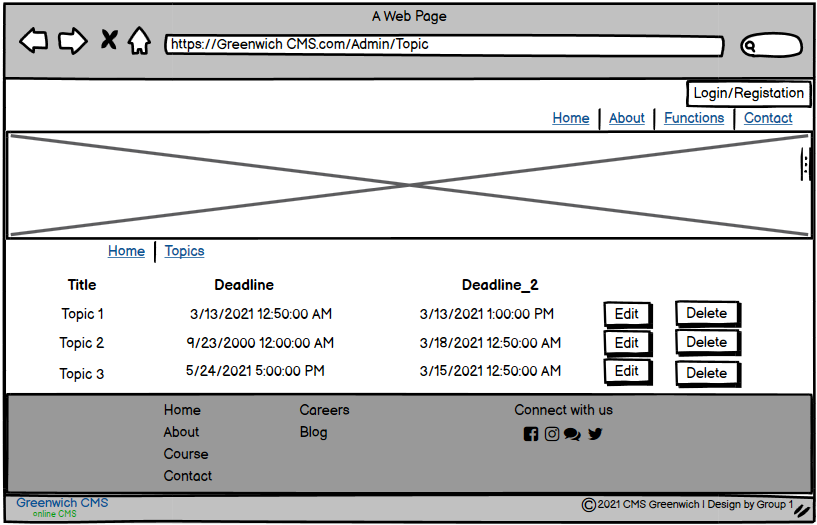 A Web Page
https://Greenwich CMS.com/Admin/Topic
Login/Registation
Home About Functions Contact
Home Topics
Title Deadline Deadline_2
Topic 1 3/13/2021 12:50:00 AM 3/13/2021 1:00:00 PM Edit Delete
Topic 2 9/23/2000 12:00:00 AM 3/18/2021 12:50:00 AM Edit Delete
Topic 3 5/24/2021 5:00:00 PM 3/15/2021 12:50:00 AM Edit Delete
Home Careers Connect with us
About Blog
Course
Contact
Greenwich CMS
online CMS
©2021 CMS Greenwich | Design by Group 1